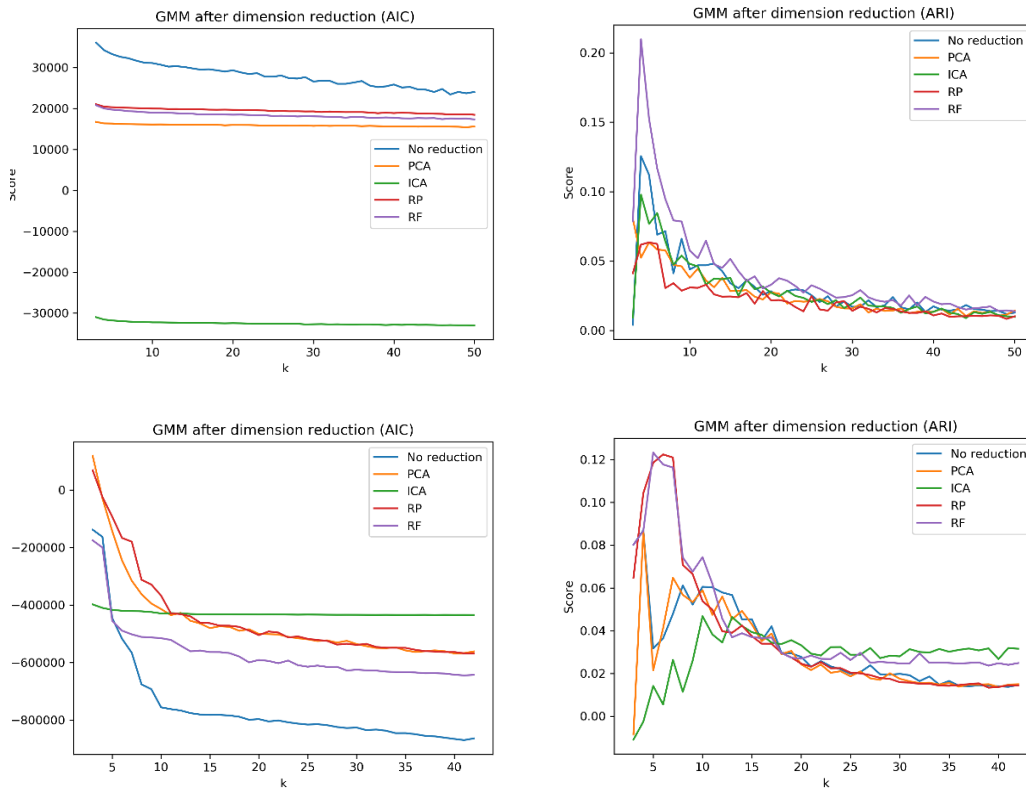 GMM after dimension reduction (AIC)
Score
30000
20000
10000
0
−10000
−20000
−30000
No reduction
PCA
ICA
RP
RF
10
20
30
40
50
k
GMM after dimension reduction (ARI)
Score
0.20
0.15
0.10
0.05
0.00
No reduction
PCA
ICA
RP
RF
10
20
30
40
50
k
GMM after dimension reduction (AIC)
0
−200000
−400000
−600000
−800000
No reduction
PCA
ICA
RP
RF
5
10
15
20
25
30
35
40
k
GMM after dimension reduction (ARI)
Score
0.12
0.10
0.08
0.06
0.04
0.02
0.00
No reduction
PCA
ICA
RP
RF
5
10
15
20
25
30
35
40
k